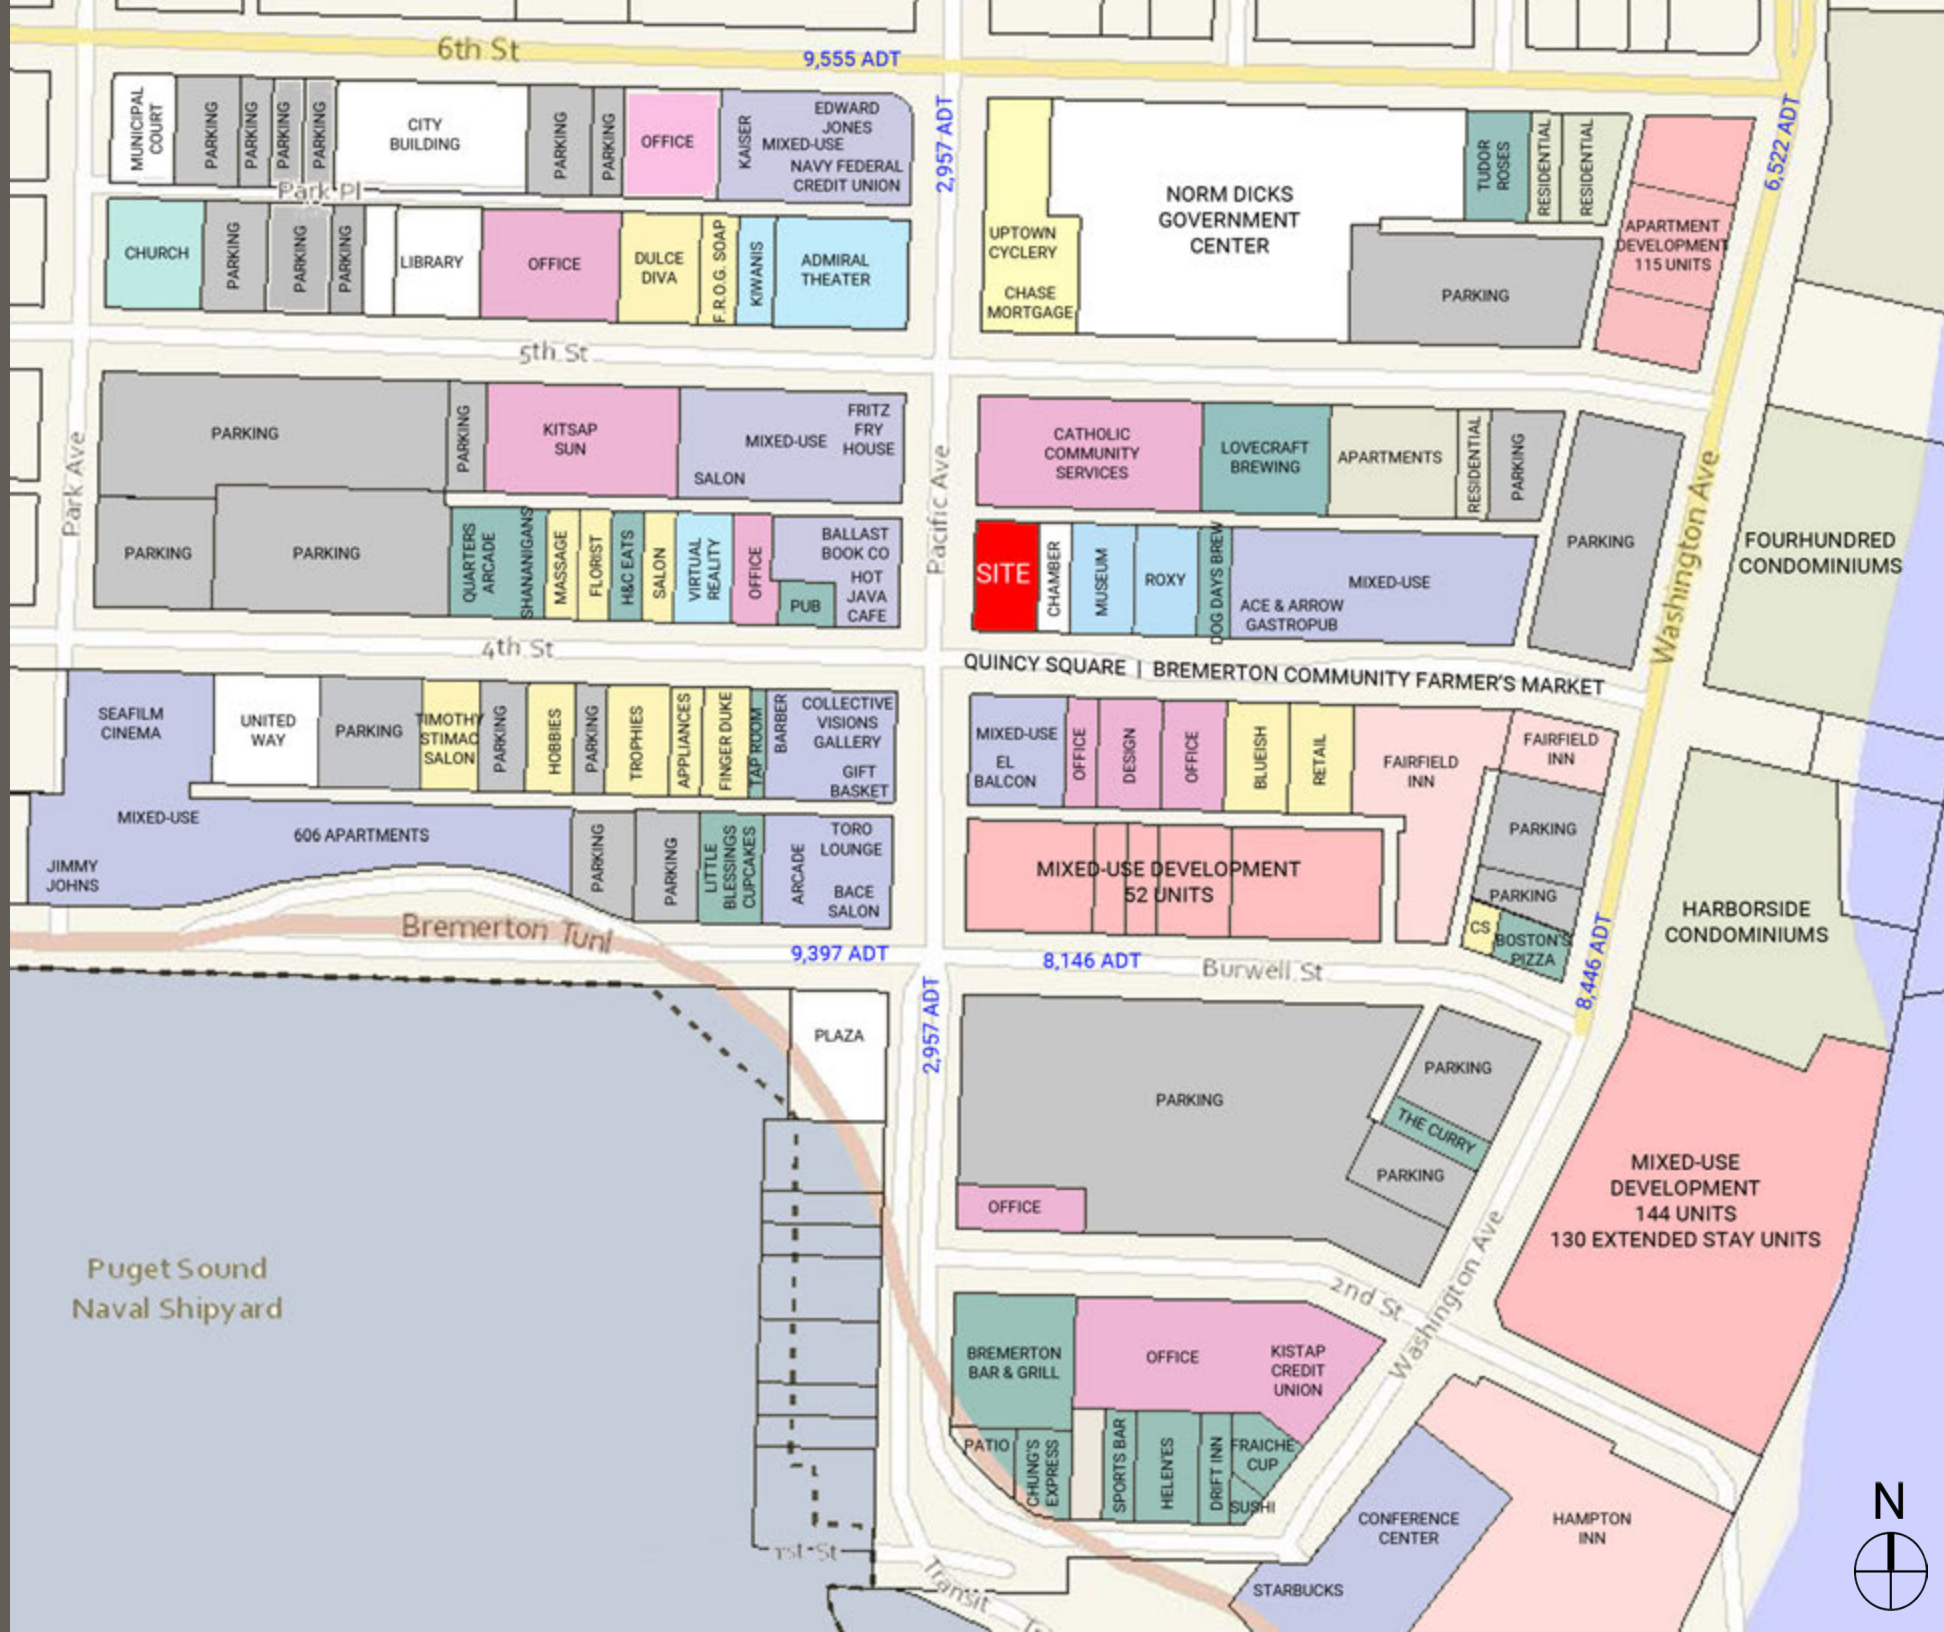 6th St
9,555 ADT
2,957 ADT
6,522 ADT
MUNICIPAL
COURT
PARKING
PARKING
PARKING
PARKING
CITY
BUILDING
PARKING
PARKING
OFFICE
KAISER
EDWARD
JONES
MIXED-USE
NAVY FEDERAL
CREDIT UNION
Park Pl
CHURCH
PARKING
PARKING
PARKING
LIBRARY
OFFICE
DULCE
DIVA
F.R.O.G. SOAP
KIWANIS
ADMIRAL
THEATER
UPTOWN
CYCLERY
CHASE
MORTGAGE
NORM DICKS
GOVERNMENT
CENTER
TUDOR
ROSES
RESIDENTIAL
RESIDENTIAL
PARKING
APARTMENT
DEVELOPMENT
115 UNITS
5th St
Park Ave
PARKING
PARKING
KITSAP
SUN
MIXED-USE
FRITZ
FRY
HOUSE
SALON
Pacific Ave
CATHOLIC
COMMUNITY
SERVICES
LOVECRAFT
BREWING
APARTMENTS
RESIDENTIAL
PARKING
PARKING
Washington Ave
FOURHUNDRED
CONDOMINIUMS
PARKING
PARKING
QUARTERS
ARCADE
SHANANIGANS
MASSAGE
FLORIST
H&C EATS
SALON
VIRTUAL
REALITY
OFFICE
BALLAST
BOOK CO
HOT
JAVA
CAFE
PUB
SITE
CHAMBER
MUSEUM
ROXY
DOG DAYS BREW
MIXED-USE
ACE & ARROW
GASTROPUB
4th St
QUINCY SQUARE | BREMERTON COMMUNITY FARMER'S MARKET
SEAFILM
CINEMA
UNITED
WAY
PARKING
TIMOTHY
STIMAC
SALON
PARKING
HOBBIES
PARKING
TROPHIES
APPLIANCES
FINGER DUKE
TAP ROOM
BARBER
COLLECTIVE
VISIONS
GALLERY
GIFT
BASKET
MIXED-USE
EL
BALCON
OFFICE
DESIGN
OFFICE
BLUEISH
RETAIL
FAIRFIELD
INN
FAIRFIELD
INN
PARKING
PARKING
CS
BOSTON'S
PIZZA
MIXED-USE
606 APARTMENTS
JIMMY
JOHNS
PARKING
PARKING
LITTLE
BLESSINGS
CUPCAKES
ARCADE
TORO
LOUNGE
BACE
SALON
MIXED-USE DEVELOPMENT
52 UNITS
HARBORSIDE
CONDOMINIUMS
Bremerton Tunl
9,397 ADT
8,146 ADT
Burwell St
8,446 ADT
2,957 ADT
PLAZA
PARKING
PARKING
THE CURRY
PARKING
OFFICE
MIXED-USE
DEVELOPMENT
144 UNITS
130 EXTENDED STAY UNITS
Puget Sound
Naval Shipyard
2nd St
Washington Ave
BREMERTON
BAR & GRILL
OFFICE
KISTAP
CREDIT
UNION
PATIO
CHUNG'S
EXPRESS
SPORTS BAR
HELEN'ES
DRIFT INN
FRAICHE
CUP
SUSHI
CONFERENCE
CENTER
HAMPTON
INN
STARBUCKS
1st St
Transit
N